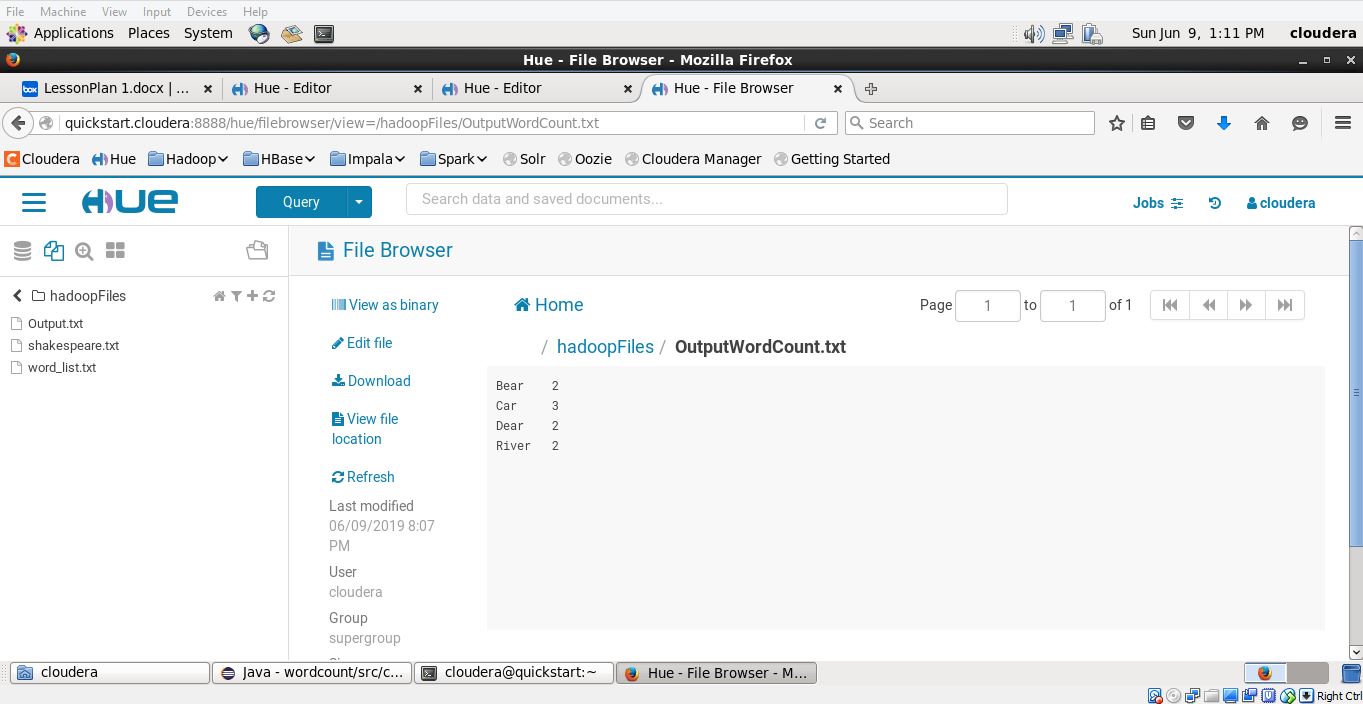 File Machine View Input Devices Help
Applications Places System Sun Jun 9, 1:11 PM cloudera
Hue - File Browser - Mozilla Firefox
box LessonPlan 1.docx | ... Hue - Editor Hue - Editor Hue - File Browser
quickstart.cloudera:8888/hue/filebrowser/view=/hadoopFiles/OutputWordCount.txt Search
Cloudera Hue Hadoop HBase Impala Spark Solr Oozie Cloudera Manager Getting Started
HUE Query Search data and saved documents... Jobs cloudera
File Browser
hadoopFiles
Output.txt
shakespeare.txt
word_list.txt
View as binary
Edit file
Download
View file
location
Refresh
Last modified
06/09/2019 8:07
PM
User
cloudera
Group
supergroup
Home Page 1 to 1 of 1
/ hadoopFiles / OutputWordCount.txt
Bear 2
Car 3
Dear 2
River 2
cloudera Java - wordcount/src/c... cloudera@quickstart:~ Hue - File Browser - M...
Right Ctrl